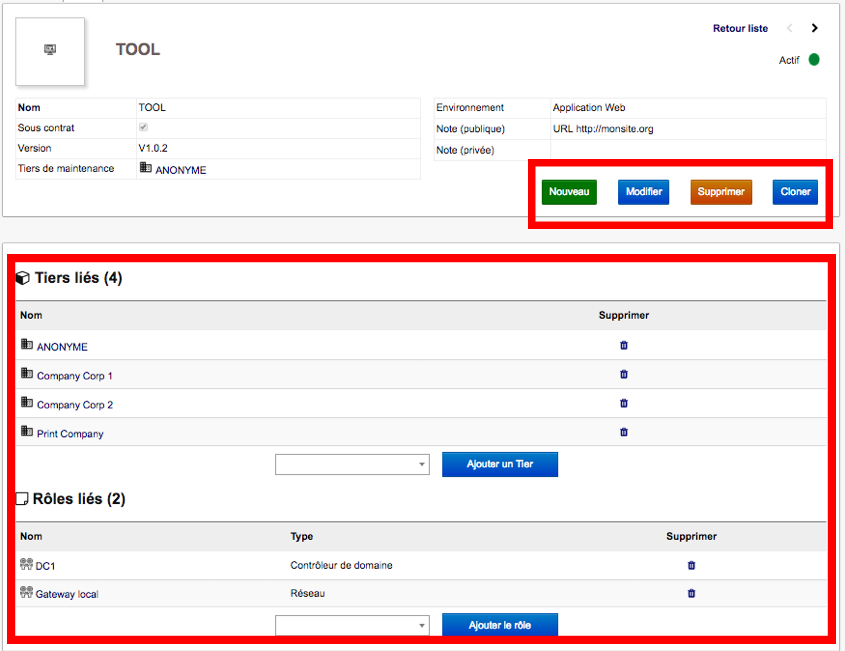 Retour liste
TOOL
Actif
Nom TOOL
Sous contrat
Version V1.0.2
Tiers de maintenance ANONYME
Environnement Application Web
Note (publique) URL http://monsite.org
Note (privée)
Nouveau Modifier Supprimer Cloner
Tiers liés (4)
Nom Supprimer
ANONYME
Company Corp 1
Company Corp 2
Print Company
Ajouter un Tier
Rôles liés (2)
Nom Type Supprimer
DC1 Contrôleur de domaine
Gateway local Réseau
Ajouter le rôle